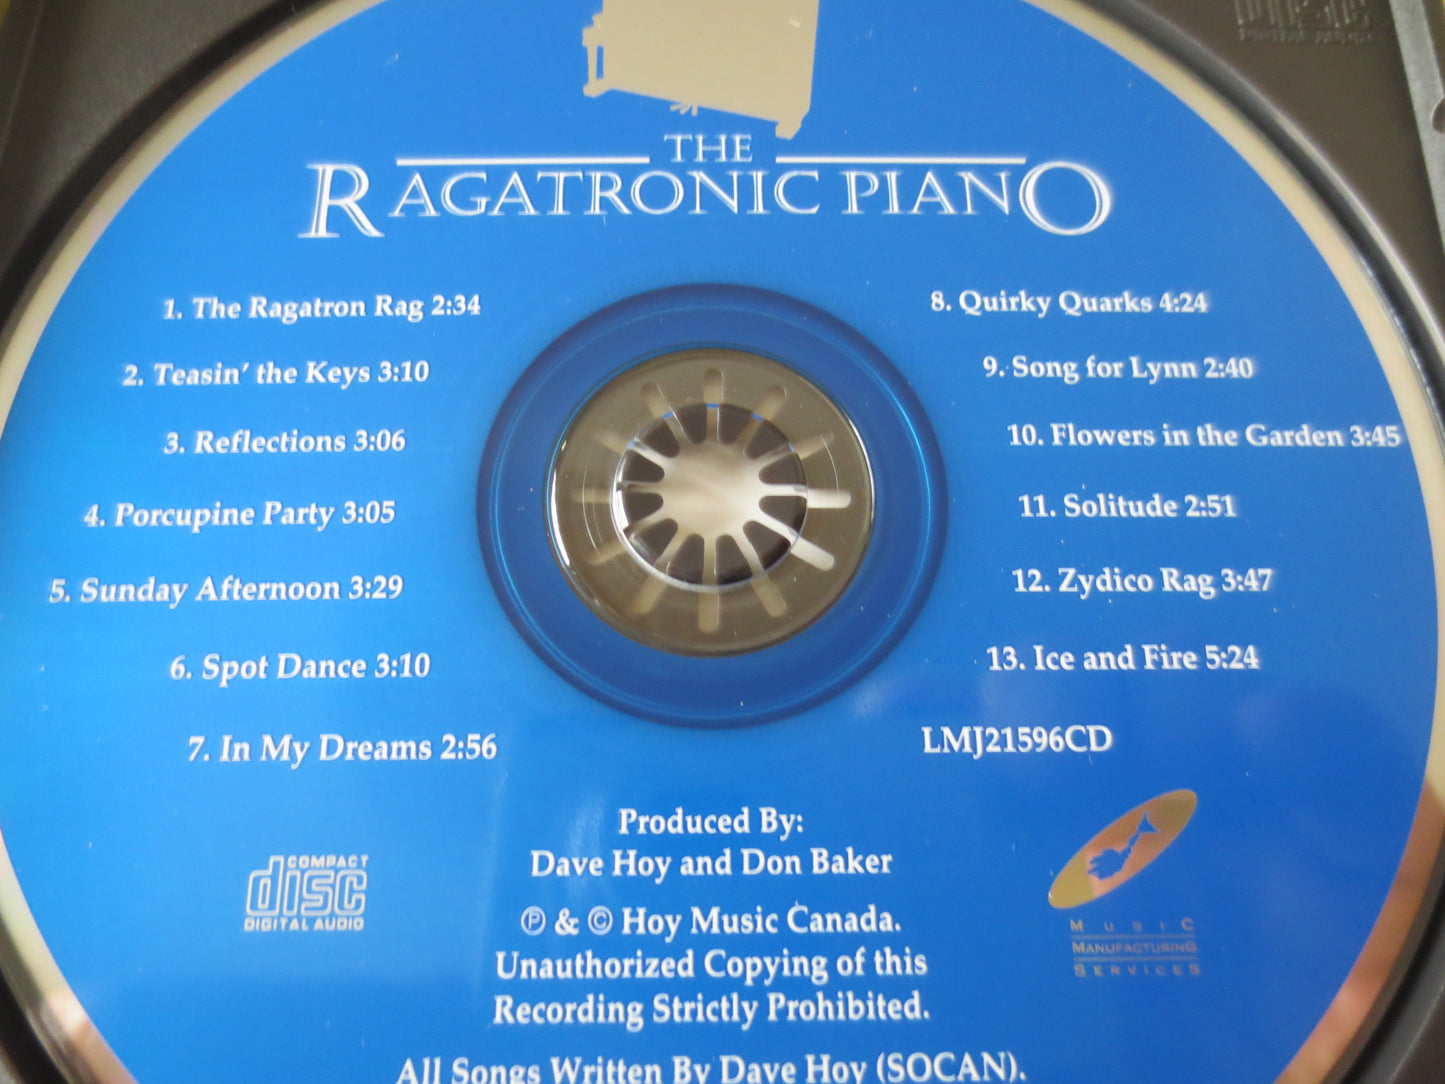 THE
RAGATRONIC PIANO
1. The Ragatron Rag 2:34
2. Teasin' the Keys 3:10
3. Reflections 3:06
4. Porcupine Party 3:05
5. Sunday Afternoon 3:29
6. Spot Dance 3:10
7. In My Dreams 2:56
8. Quirky Quarks 4:24
9. Song for Lynn 2:40
10. Flowers in the Garden 3:45
11. Solitude 2:51
12. Zydico Rag 3:47
13. Ice and Fire 5:24
LMJ21596CD
Produced By:
Dave Hoy and Don Baker
℗ & © Hoy Music Canada.
Unauthorized Copying of this
Recording Strictly Prohibited.
All Songs Written By Dave Hoy (SOCAN).
COMPACT
disc
DIGITAL AUDIO
MUSIC
MANUFACTURING
SERVICES